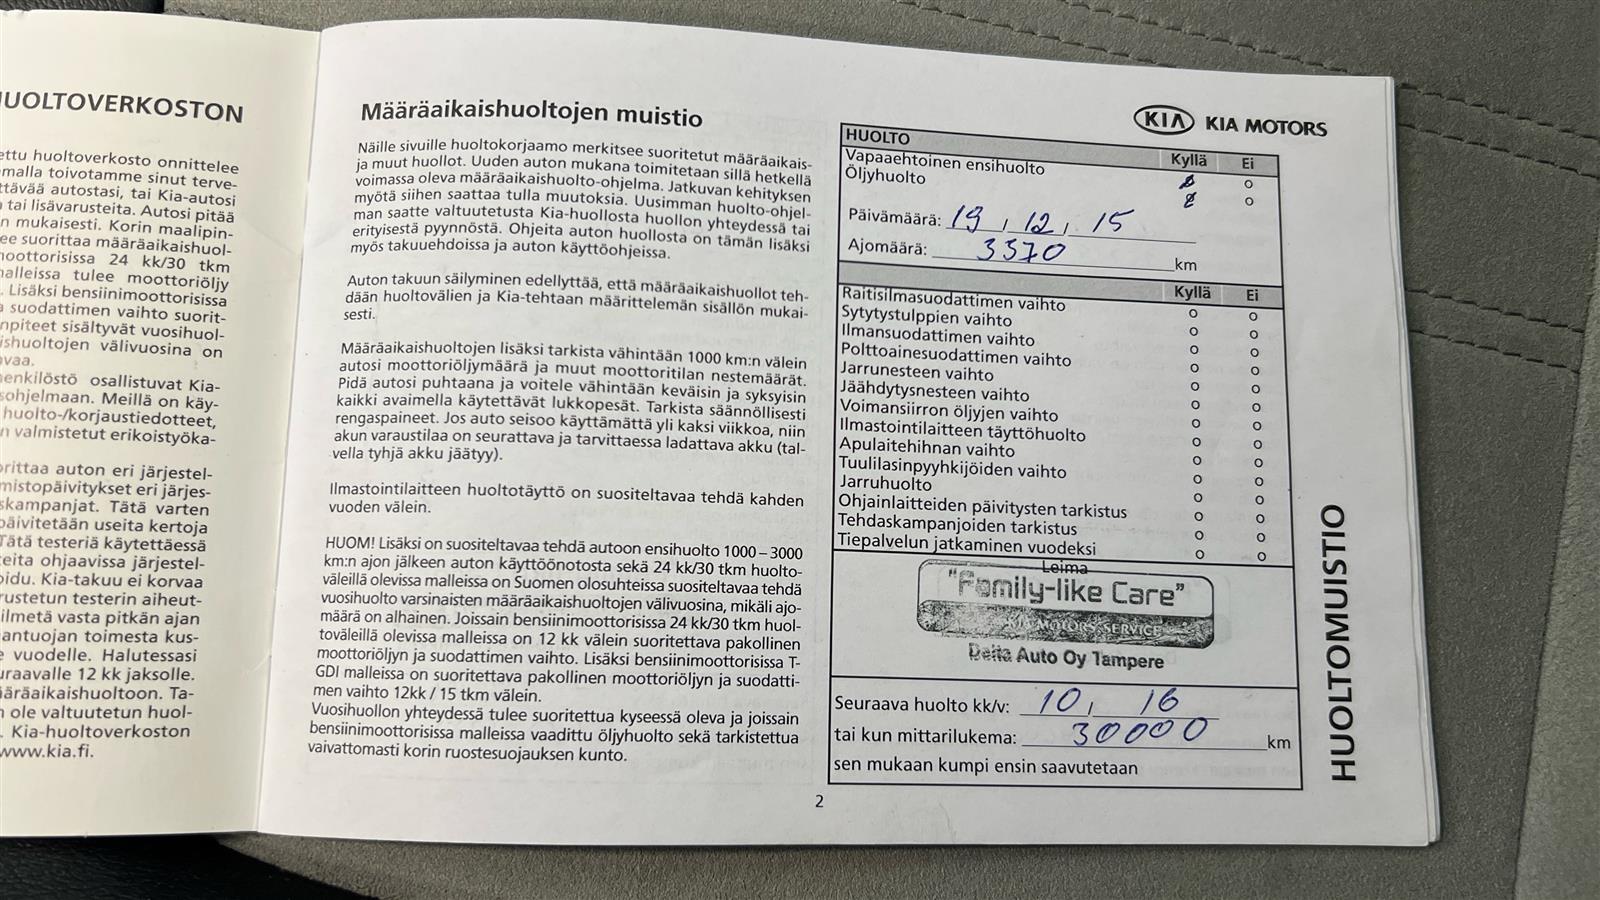 HUOLTOVERKOSTON
ettu huoltoverkosto onnittelee
malla toivotamme sinut terve-
ttävää autostasi, tai Kia-autosi
tai lisävarusteita. Autosi pitää
n mukaisesti. Korin maalipin-
ee suorittaa määräaikaishuol-
moottorisissa 24 kk/30 tkm
malleissa tulee moottoriöljy
. Lisäksi bensiinimoottorisissa
suodattimen vaihto suorit-
npiteet sisältyvät vuosihuol-
ishuoltojen välivuosina on
avaa.
henkilöstö osallistuvat Kia-
sohjelmaan. Meillä on käy-
huolto-/korjaustiedotteet,
n valmistetut erikoistyöka-
orittaa auton eri järjestel-
mistopäivitykset eri järjes-
skampanjat. Tätä varten
päivitetään useita kertoja
Tätä testeriä käytettäessä
teita ohjaavissa järjestel-
oidu. Kia-takuu ei korvaa
rustetun testerin aiheut-
ilmetä vasta pitkän ajan
antuojan toimesta kus-
e vuodelle. Halutessasi
uraavalle 12 kk jaksolle.
ääräaikaishuoltoon. Ta-
n ole valtuutetun huol-
. Kia-huoltoverkoston
www.kia.fi.
Määräaikaishuoltojen muistio
Näille sivuille huoltokorjaamo merkitsee suoritetut määräaikais-
ja muut huollot. Uuden auton mukana toimitetaan sillä hetkellä
voimassa oleva määräaikaishuolto-ohjelma. Jatkuvan kehityksen
myötä siihen saattaa tulla muutoksia. Uusimman huolto-ohjel-
man saatte valtuutetusta Kia-huollosta huollon yhteydessä tai
erityisestä pyynnöstä. Ohjeita auton huollosta on tämän lisäksi
myös takuuehdoissa ja auton käyttöohjeissa.
Auton takuun säilyminen edellyttää, että määräaikaishuollot teh-
dään huoltovälien ja Kia-tehtaan määrittelemän sisällön mukai-
sesti.
Määräaikaishuoltojen lisäksi tarkista vähintään 1000 km:n välein
autosi moottoriöljymäärä ja muut moottoritilan nestemäärät.
Pidä autosi puhtaana ja voitele vähintään keväisin ja syksyisin
kaikki avaimella käytettävät lukkopesät. Tarkista säännöllisesti
rengaspaineet. Jos auto seisoo käyttämättä yli kaksi viikkoa, niin
akun varaustilaa on seurattava ja tarvittaessa ladattava akku (tal-
vella tyhjä akku jäätyy).
Ilmastointilaitteen huoltotäyttö on suositeltavaa tehdä kahden
vuoden välein.
HUOM! Lisäksi on suositeltavaa tehdä autoon ensihuolto 1000 – 3000
km:n ajon jälkeen auton käyttöönotosta sekä 24 kk/30 tkm huolto-
väleillä olevissa malleissa on Suomen olosuhteissa suositeltavaa tehdä
vuosihuolto varsinaisten määräaikaishuoltojen välivuosina, mikäli ajo-
määrä on alhainen. Joissain bensiinimoottorisissa 24 kk/30 tkm huol-
toväleillä olevissa malleissa on 12 kk välein suoritettava pakollinen
moottoriöljyn ja suodattimen vaihto. Lisäksi bensiinimoottorisissa T-
GDI malleissa on suoritettava pakollinen moottoriöljyn ja suodatti-
men vaihto 12kk / 15 tkm välein.
Vuosihuollon yhteydessä tulee suoritettua kyseessä oleva ja joissain
bensiinimoottorisissa malleissa vaadittu öljyhuolto sekä tarkistettua
vaivattomasti korin ruostesuojauksen kunto.
2
KIA KIA MOTORS
HUOLTO Kyllä Ei
Vapaaehtoinen ensihuolto o
Öljyhuolto o
Päivämäärä: 19, 12, 15
Ajomäärä: 3370 km
Kyllä Ei
Raitisilmasuodattimen vaihto o o
Sytytystulppien vaihto o o
Ilmansuodattimen vaihto o o
Polttoainesuodattimen vaihto o o
Jarrunesteen vaihto o o
Jäähdytysnesteen vaihto o o
Voimansiirron öljyjen vaihto o o
Ilmastointilaitteen täyttöhuolto o o
Apulaitehihnan vaihto o o
Tuulilasinpyyhkijöiden vaihto o o
Jarruhuolto o o
Ohjainlaitteiden päivitysten tarkistus o o
Tehdaskampanjoiden tarkistus o o
Tiepalvelun jatkaminen vuodeksi o o
Leima
"Family-like Care"
KIA MOTORS SERVICE
Delta Auto Oy Tampere
Seuraava huolto kk/v: 10, 16
tai kun mittarilukema: 30000 km
sen mukaan kumpi ensin saavutetaan
HUOLTOMUISTIO